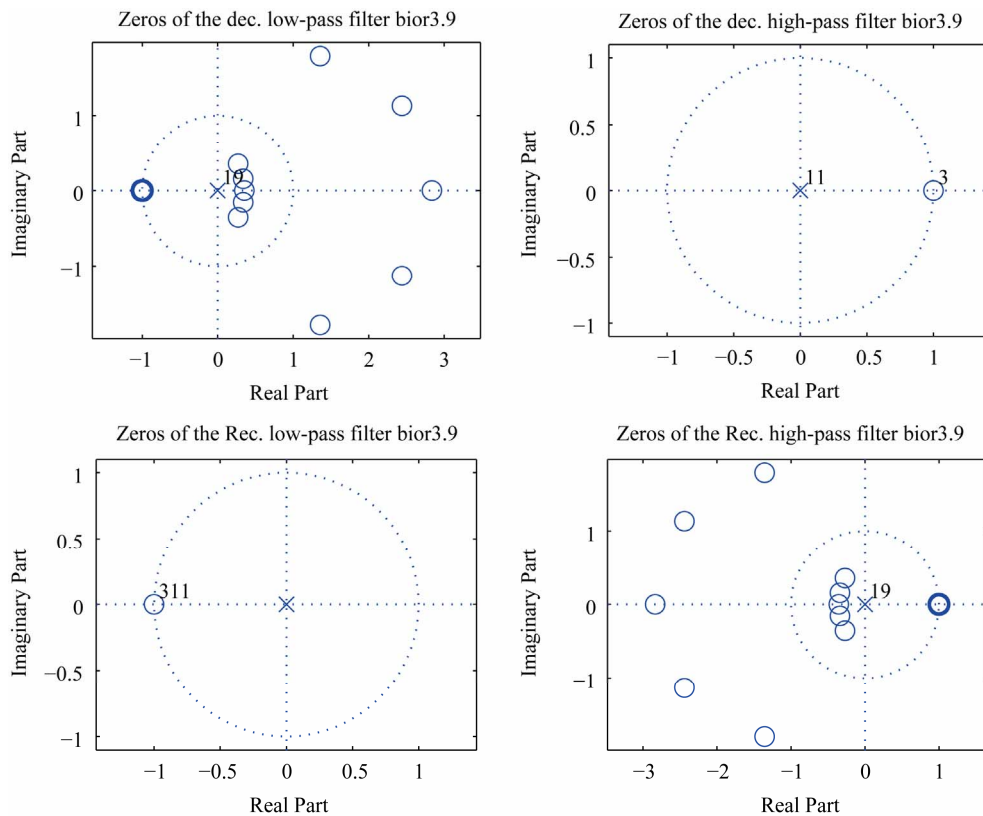 Zeros of the dec. low-pass filter bior3.9
1
0
−1
19
−1 0 1 2 3
Real Part
Imaginary Part
Zeros of the dec. high-pass filter bior3.9
1
0.5
0
−0.5
−1
11
3
−1 −0.5 0 0.5 1
Real Part
Imaginary Part
Zeros of the Rec. low-pass filter bior3.9
1
0.5
0
−0.5
−1
311
−1 −0.5 0 0.5 1
Real Part
Imaginary Part
Zeros of the Rec. high-pass filter bior3.9
1
0
−1
19
−3 −2 −1 0 1
Real Part
Imaginary Part